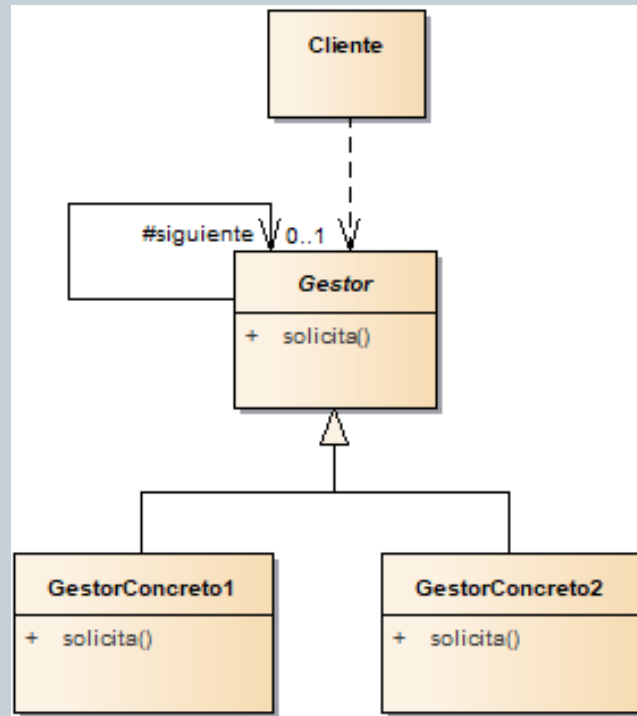 Cliente
#siguiente 0..1
Gestor
+ solicita()
GestorConcreto1
+ solicita()
GestorConcreto2
+ solicita()